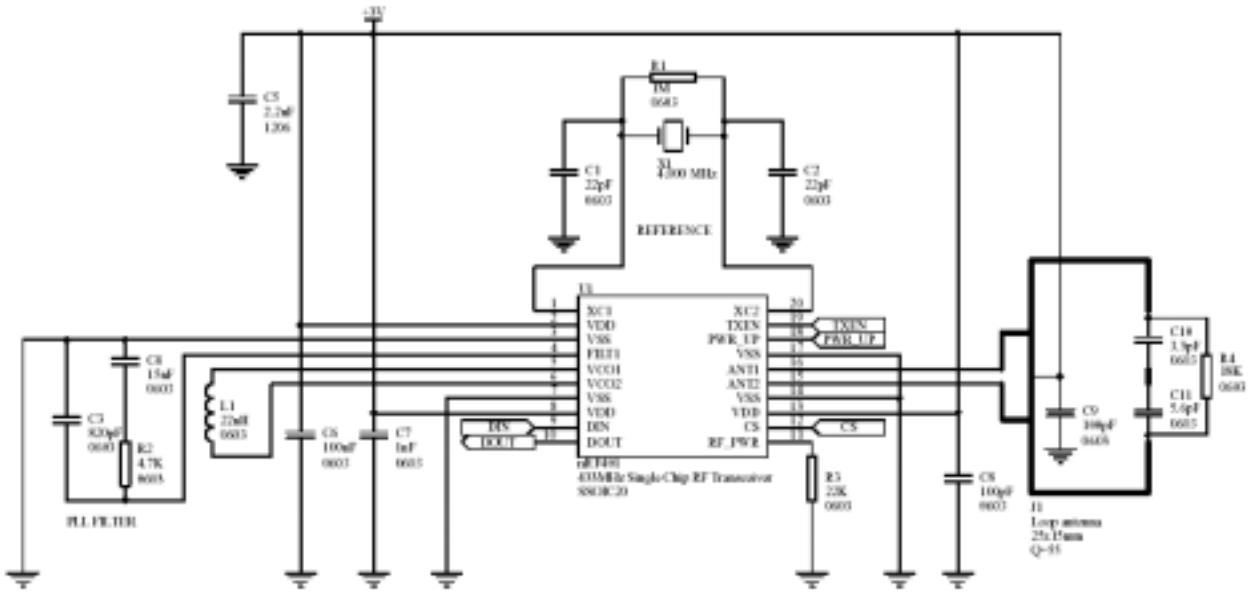 +3V
R1
1M
0603
C5
2.2uF
1206
X1
4.000 MHz
C1
22pF
0603
C2
22pF
0603
REFERENCE
U1
1
XC1
XC2
20
2
VDD
TXEN
19
TXEN
3
VSS
PWR_UP
18
PWR_UP
4
FILT1
VSS
17
5
VCO1
ANT1
16
6
VCO2
ANT2
15
7
VSS
VSS
14
8
VDD
VDD
13
DIN
9
DIN
CS
12
CS
DOUT
10
DOUT
RF_PWR
11
nRF401
433MHz Single Chip RF Transceiver
SSOIC20
15nF
0603
C3
820pF
0603
R2
4.7K
0603
L1
22nH
0603
C6
100nF
0603
C7
1nF
0603
PLL FILTER
R3
22K
0603
100pF
0603
C9
100pF
0603
C10
3.9pF
0603
C11
5.6pF
0603
R4
18K
0603
J1
Loop antenna
25x15mm